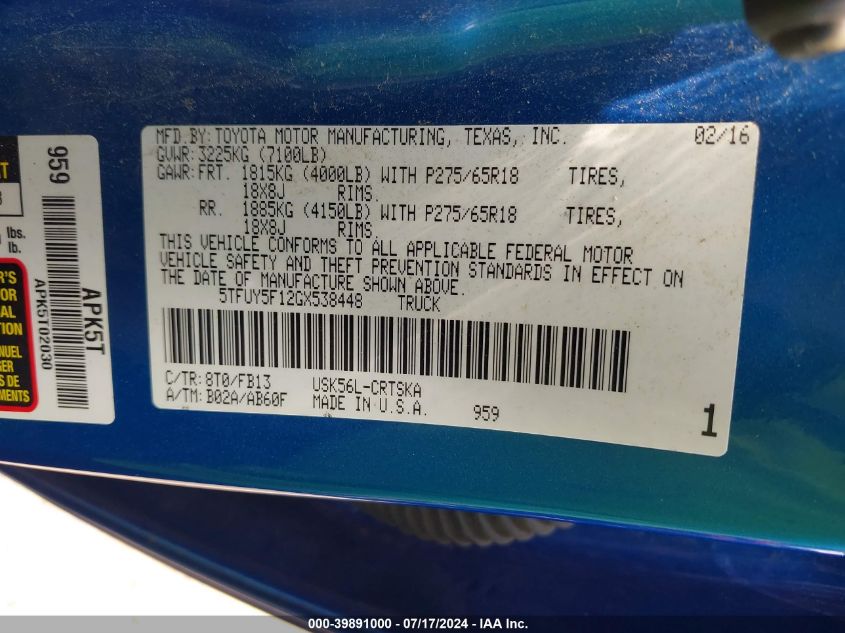 MFD.BY:TOYOTA MOTOR MANUFACTURING, TEXAS, INC. 02/16
GVWR:3225KG (7100LB)
GAWR:FRT. 1815KG (4000LB) WITH P275/65R18 TIRES,
18X8J RIMS.
RR. 1885KG (4150LB) WITH P275/65R18 TIRES,
18X8J RIMS.
THIS VEHICLE CONFORMS TO ALL APPLICABLE FEDERAL MOTOR
VEHICLE SAFETY AND THEFT PREVENTION STANDARDS IN EFFECT ON
THE DATE OF MANUFACTURE SHOWN ABOVE.
5TFUY5F12GX538448 TRUCK
C/TR:8T0/FB13 USK56L-CRTSKA
A/TM:B02A/AB60F MADE IN U.S.A. 959
1
959
APK5T
APK5T02030
lbs.
lb.
000-39891000 - 07/17/2024 - IAA Inc.